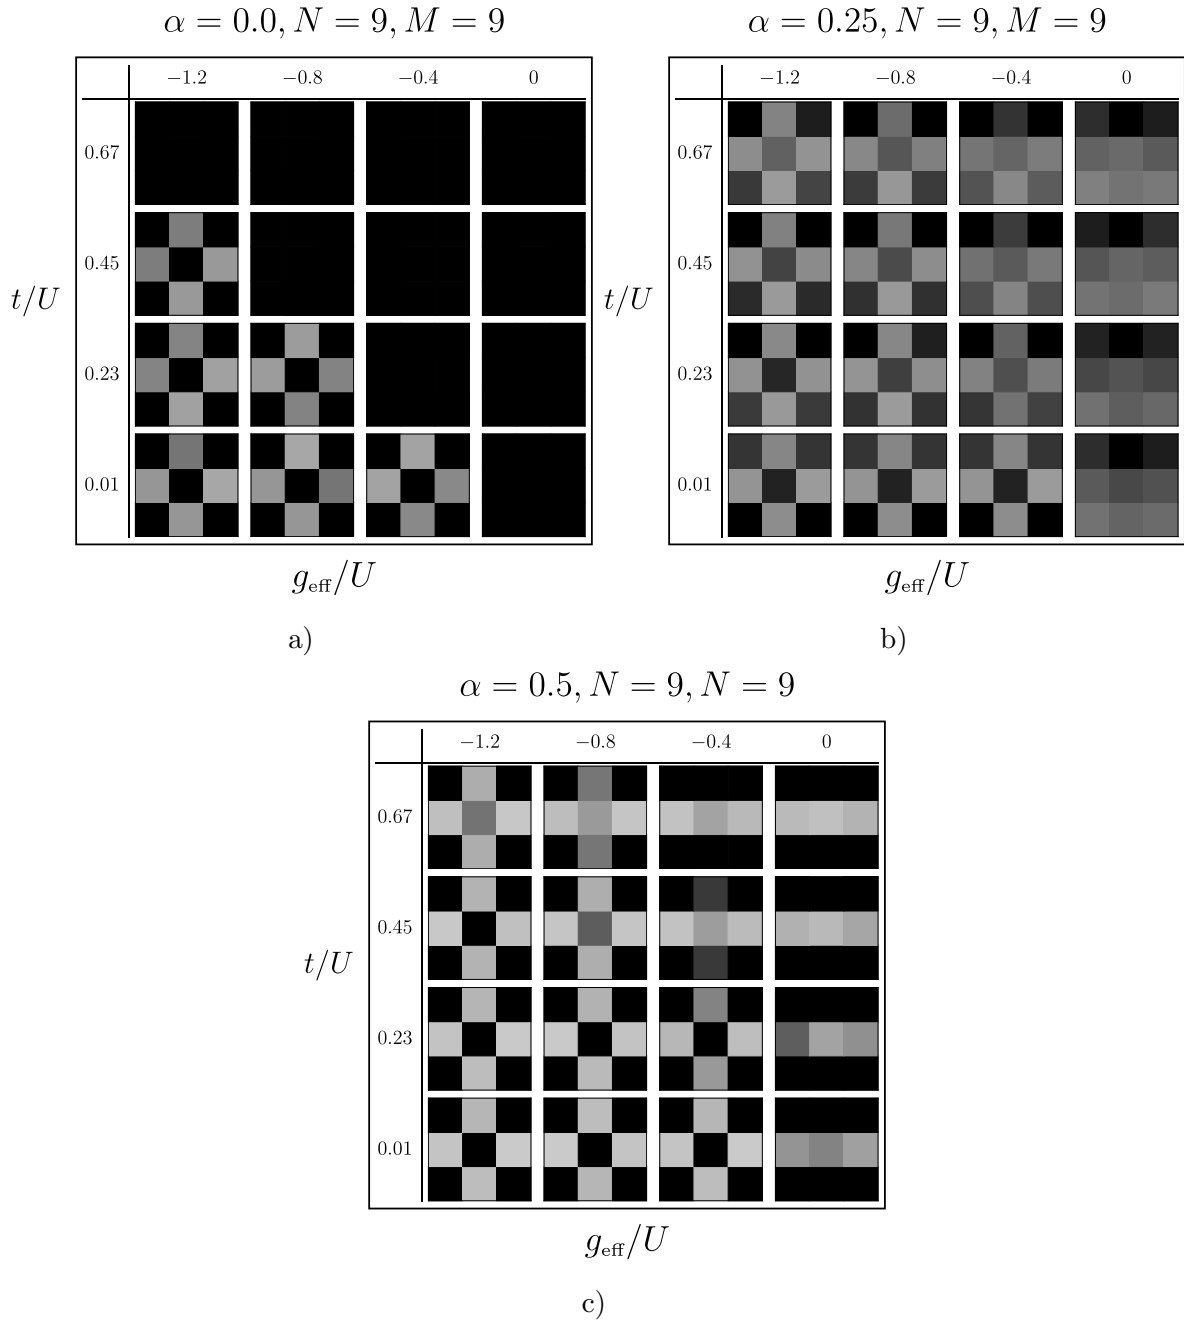 α = 0.0, N = 9, M = 9
−1.2 −0.8 −0.4 0
0.67
0.45
t/U
0.23
0.01
g_eff/U
a)
α = 0.25, N = 9, M = 9
−1.2 −0.8 −0.4 0
0.67
0.45
t/U
0.23
0.01
g_eff/U
b)
α = 0.5, N = 9, N = 9
−1.2 −0.8 −0.4 0
0.67
0.45
t/U
0.23
0.01
g_eff/U
c)